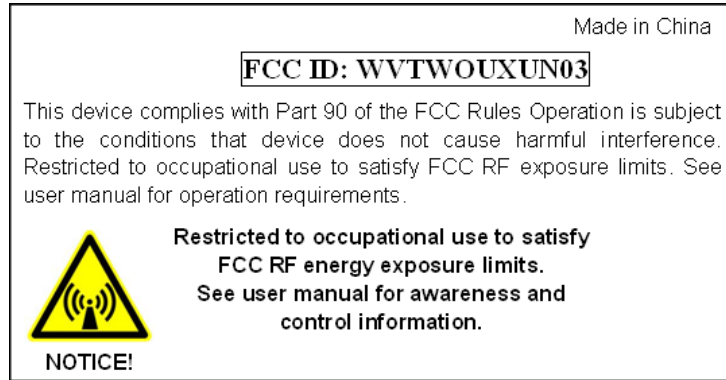 Made in China
FCC ID: WVTWOUXUN03
This device complies with Part 90 of the FCC Rules Operation is subject
to the conditions that device does not cause harmful interference.
Restricted to occupational use to satisfy FCC RF exposure limits. See
user manual for operation requirements.
Restricted to occupational use to satisfy
FCC RF energy exposure limits.
See user manual for awareness and
control information.
NOTICE!